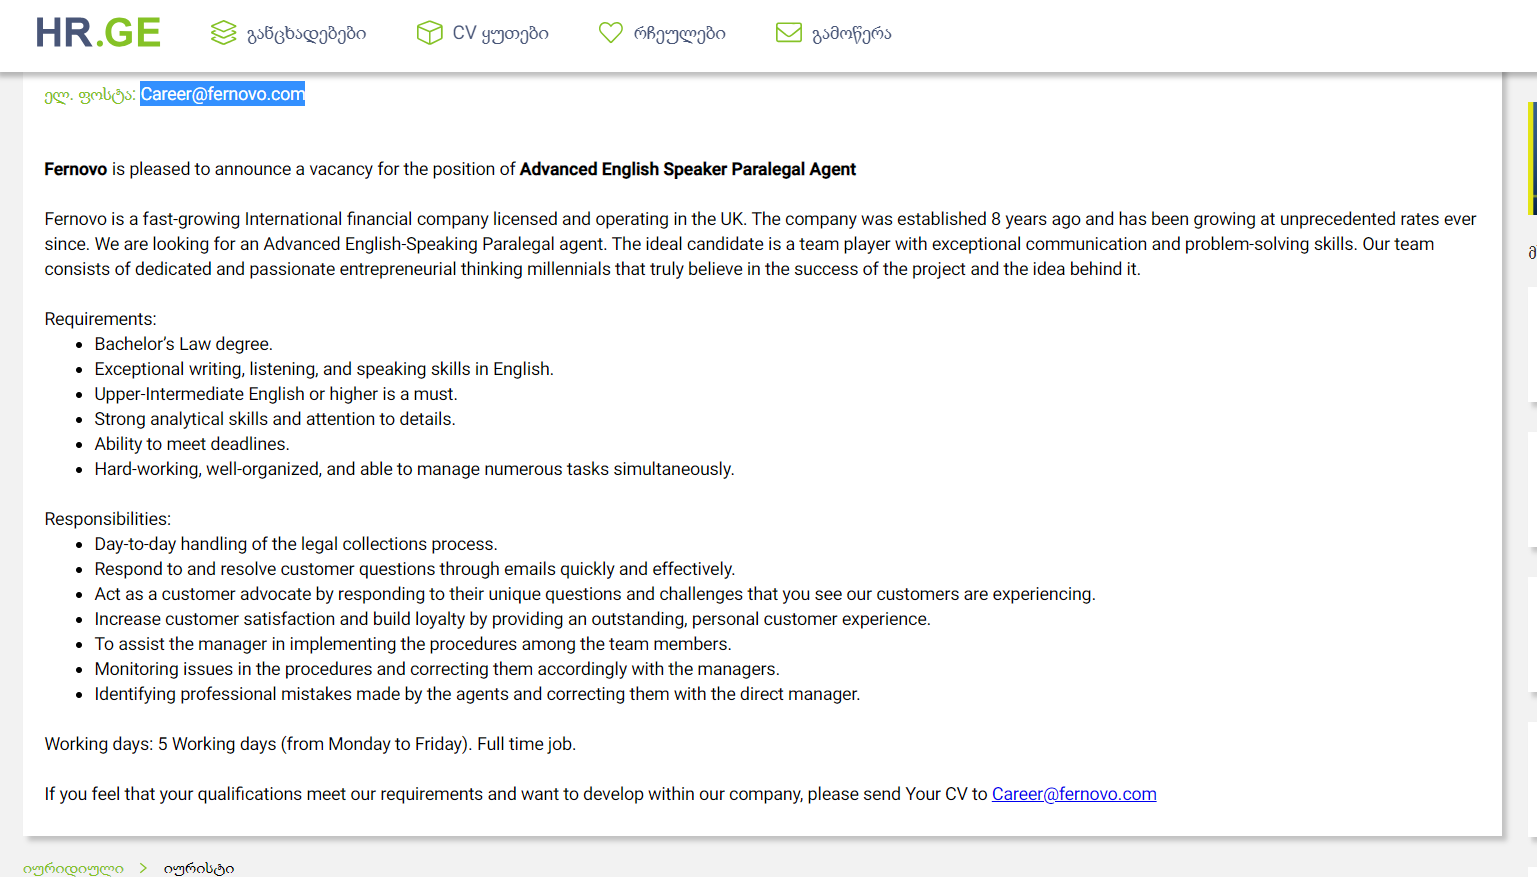 HR.GE განცხადებები CV ყუთები რჩეულები გამოწერა
ელ. ფოსტა: Career@fernovo.com
Fernovo is pleased to announce a vacancy for the position of Advanced English Speaker Paralegal Agent
Fernovo is a fast-growing International financial company licensed and operating in the UK. The company was established 8 years ago and has been growing at unprecedented rates ever
since. We are looking for an Advanced English-Speaking Paralegal agent. The ideal candidate is a team player with exceptional communication and problem-solving skills. Our team
consists of dedicated and passionate entrepreneurial thinking millennials that truly believe in the success of the project and the idea behind it.
Requirements:
• Bachelor’s Law degree.
• Exceptional writing, listening, and speaking skills in English.
• Upper-Intermediate English or higher is a must.
• Strong analytical skills and attention to details.
• Ability to meet deadlines.
• Hard-working, well-organized, and able to manage numerous tasks simultaneously.
Responsibilities:
• Day-to-day handling of the legal collections process.
• Respond to and resolve customer questions through emails quickly and effectively.
• Act as a customer advocate by responding to their unique questions and challenges that you see our customers are experiencing.
• Increase customer satisfaction and build loyalty by providing an outstanding, personal customer experience.
• To assist the manager in implementing the procedures among the team members.
• Monitoring issues in the procedures and correcting them accordingly with the managers.
• Identifying professional mistakes made by the agents and correcting them with the direct manager.
Working days: 5 Working days (from Monday to Friday). Full time job.
If you feel that your qualifications meet our requirements and want to develop within our company, please send Your CV to Career@fernovo.com
იურიდიული > იურისტი